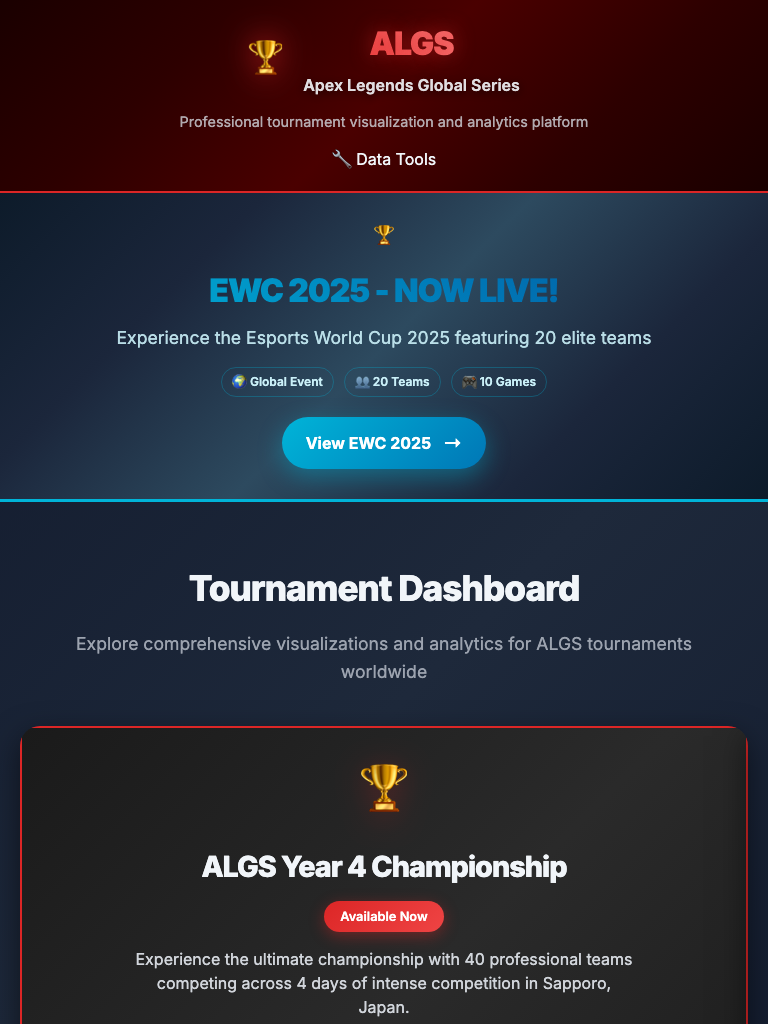 ALGS
Apex Legends Global Series
Professional tournament visualization and analytics platform
🔧 Data Tools
EWC 2025 - NOW LIVE!
Experience the Esports World Cup 2025 featuring 20 elite teams
🌍 Global Event 👥 20 Teams 🎮 10 Games
View EWC 2025 →
Tournament Dashboard
Explore comprehensive visualizations and analytics for ALGS tournaments
worldwide
ALGS Year 4 Championship
Available Now
Experience the ultimate championship with 40 professional teams
competing across 4 days of intense competition in Sapporo,
Japan.